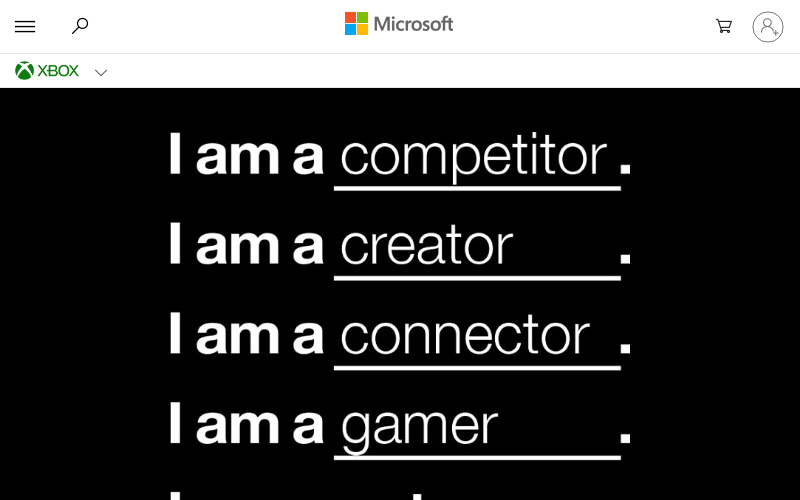 Microsoft
XBOX
I am a competitor.
I am a creator.
I am a connector.
I am a gamer.